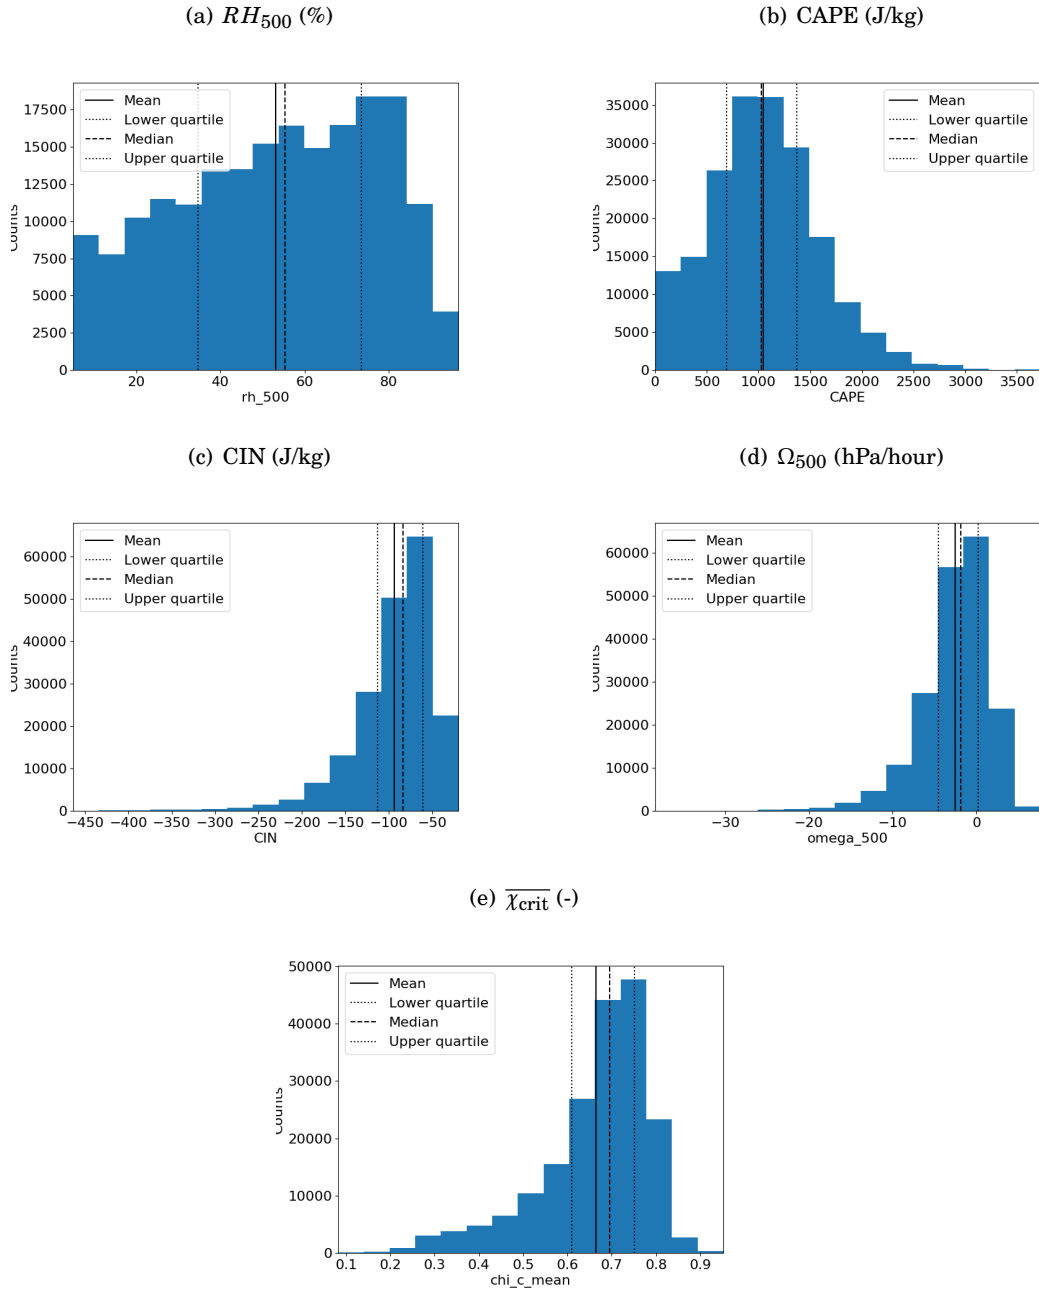 (a) RH500 (%)
Mean
Lower quartile
Median
Upper quartile
17500
15000
12500
10000
7500
5000
2500
0
Counts
20
40
60
80
rh_500
(b) CAPE (J/kg)
Mean
Lower quartile
Median
Upper quartile
35000
30000
25000
20000
15000
10000
5000
0
Counts
0
500
1000
1500
2000
2500
3000
3500
CAPE
(c) CIN (J/kg)
Mean
Lower quartile
Median
Upper quartile
60000
50000
40000
30000
20000
10000
0
Counts
−450
−400
−350
−300
−250
−200
−150
−100
−50
CIN
(d) Ω500 (hPa/hour)
Mean
Lower quartile
Median
Upper quartile
60000
50000
40000
30000
20000
10000
0
Counts
−30
−20
−10
0
omega_500
(e) χcrit (-)
Mean
Lower quartile
Median
Upper quartile
50000
40000
30000
20000
10000
0
Counts
0.1
0.2
0.3
0.4
0.5
0.6
0.7
0.8
0.9
chi_c_mean